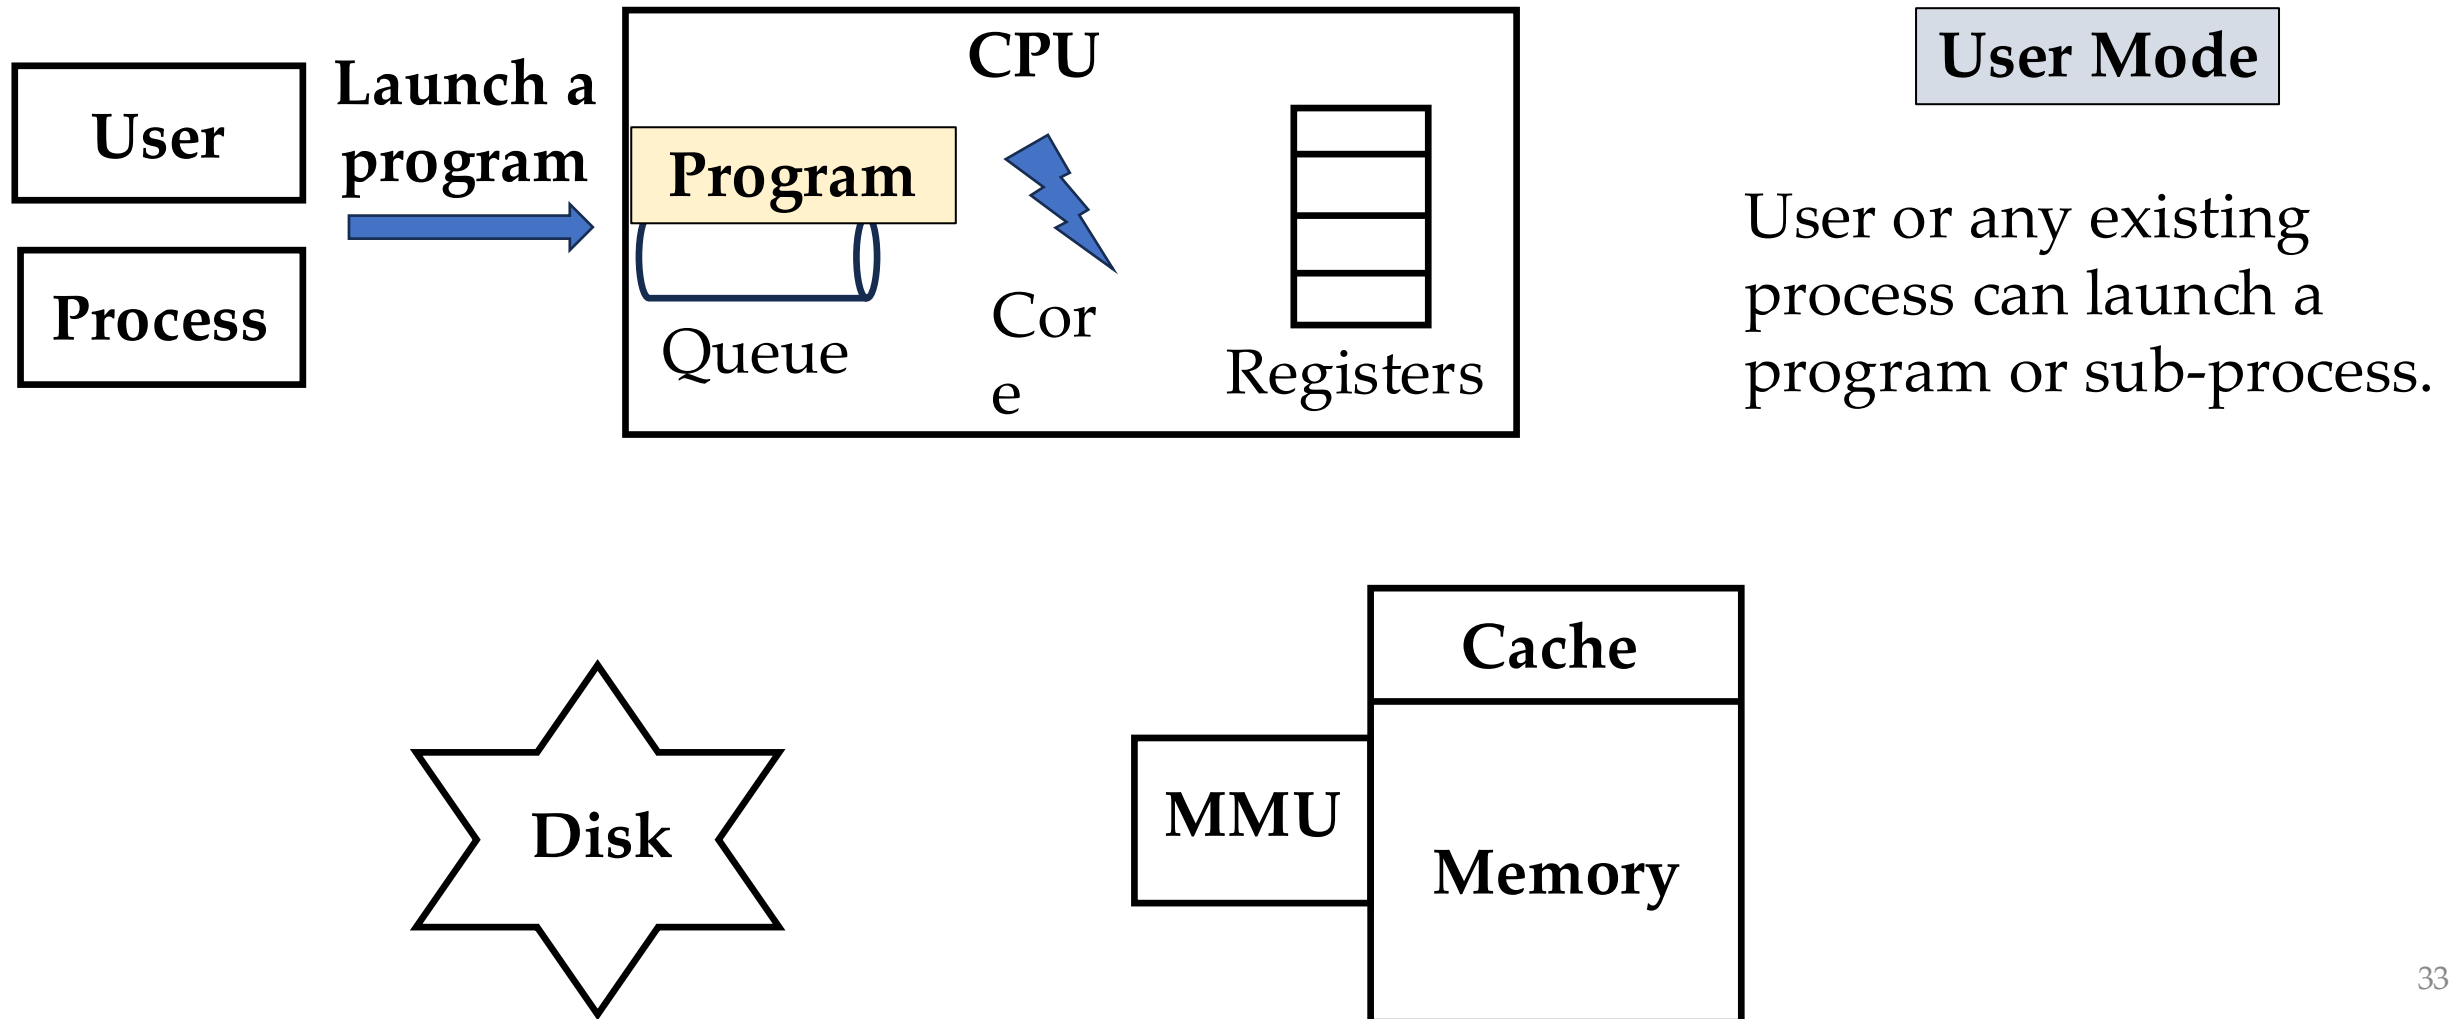 User
Process
Launch a
program
CPU
Program
Queue
Cor
e
Registers
User Mode
User or any existing
process can launch a
program or sub-process.
Disk
MMU
Cache
Memory
33